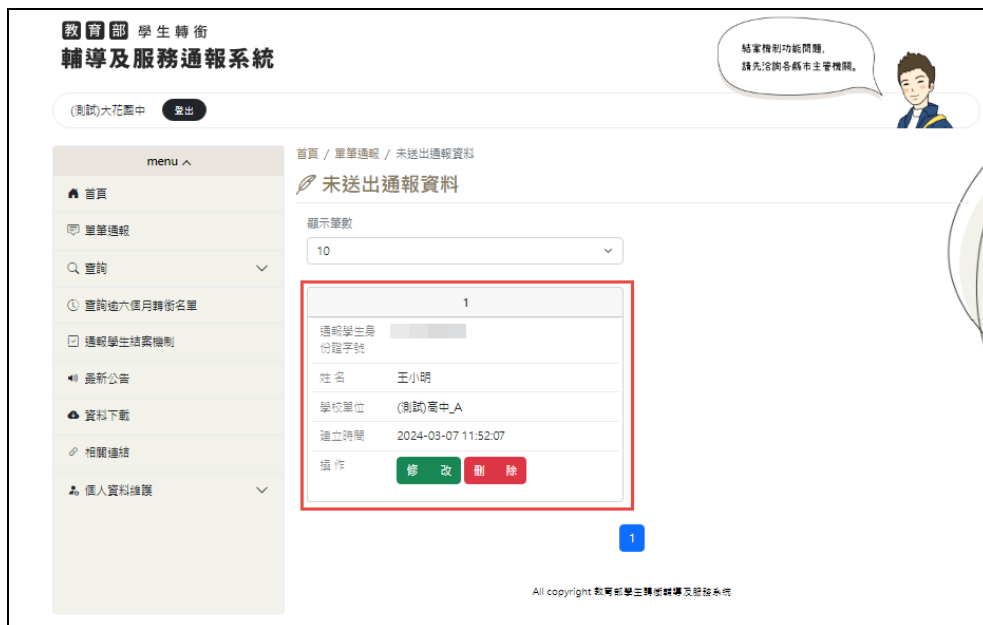 教育部 學生轉銜
輔導及服務通報系統
結案機制功能問題,
請先洽詢各縣市主管機關。
(測試)大花國中 登出
menu
首頁
單筆通報
查詢
查詢逾六個月轉銜名單
通報學生結案機制
最新公告
資料下載
相關連結
個人資料維護
首頁 / 單筆通報 / 未送出通報資料
未送出通報資料
顯示筆數
10
1
通報學生身
份證字號
姓名 王小明
學校單位 (測試)高中_A
建立時間 2024-03-07 11:52:07
操作 修 改 刪 除
1
All copyright 教育部學生轉銜輔導及服務系統